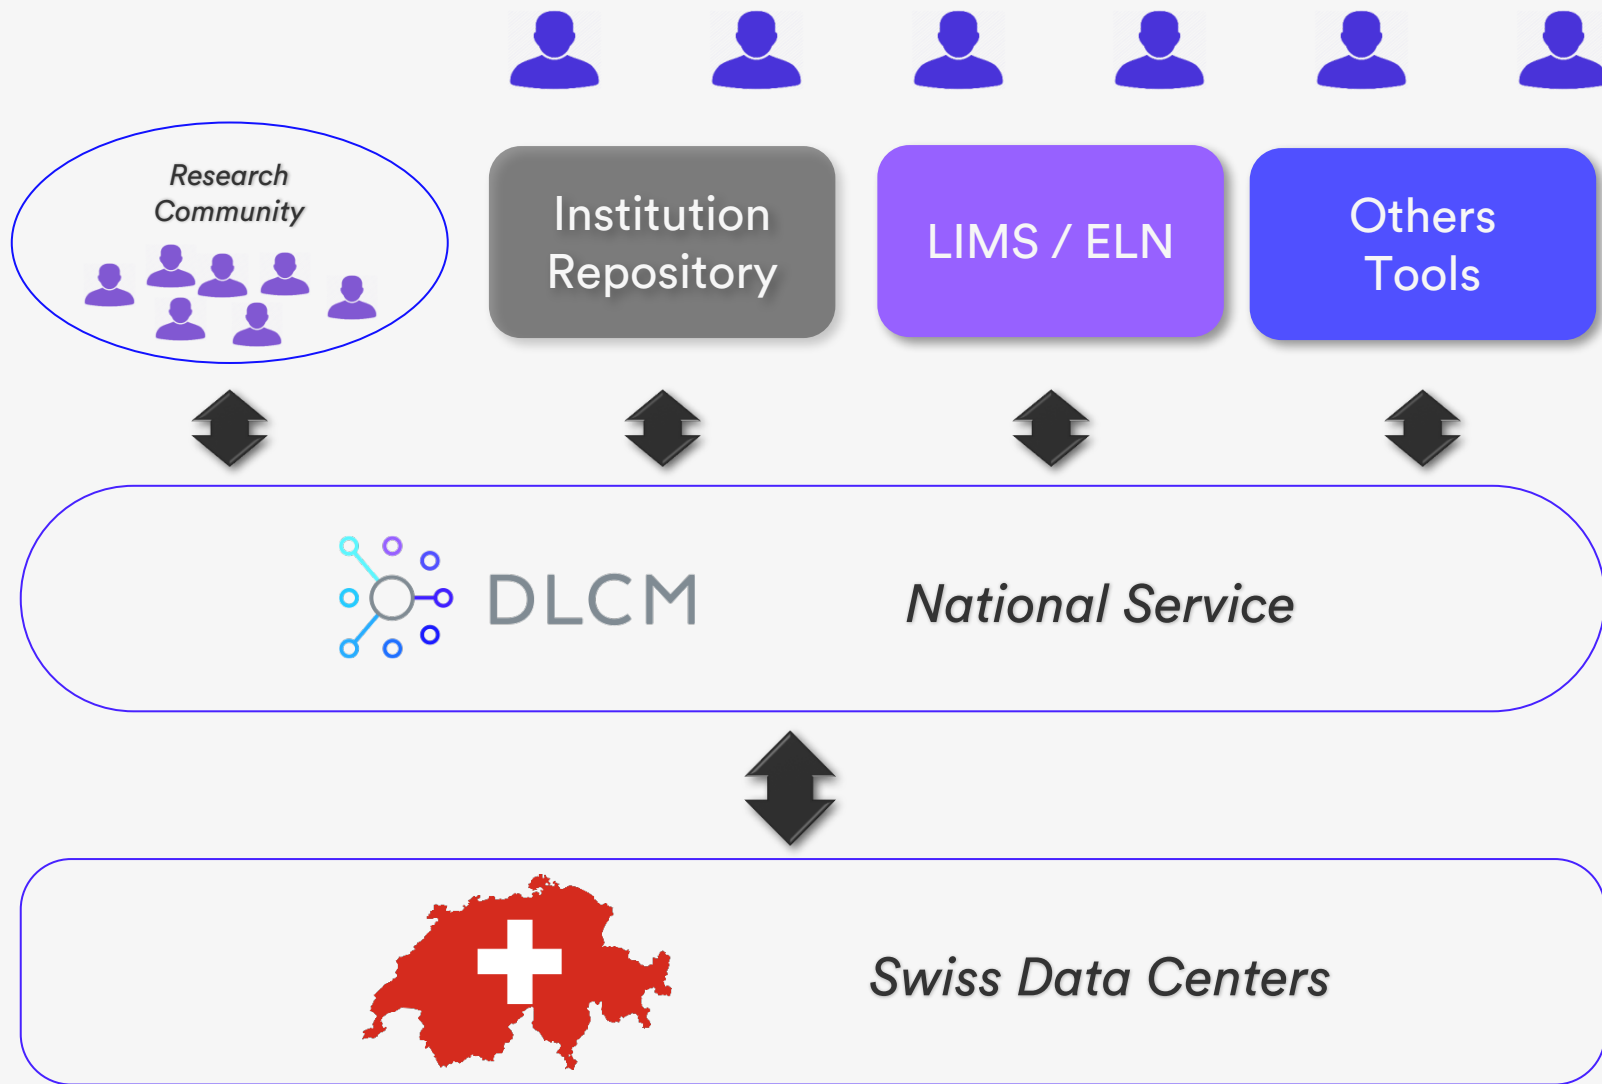 Research
Community
Institution
Repository
LIMS / ELN
Others
Tools
DLCM
National Service
Swiss Data Centers